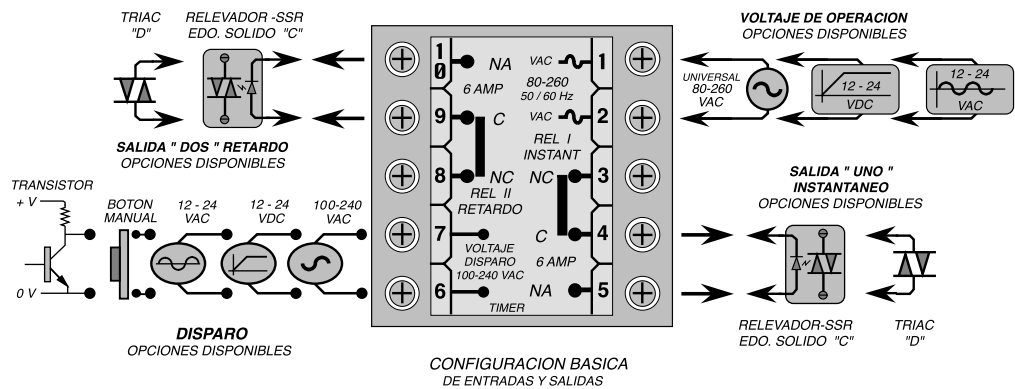 TRIAC
"D"
RELEVADOR -SSR
EDO. SOLIDO "C"
SALIDA " DOS " RETARDO
OPCIONES DISPONIBLES
TRANSISTOR
+ V
0 V
BOTON
MANUAL
12 - 24
VAC
12 - 24
VDC
100-240
VAC
DISPARO
OPCIONES DISPONIBLES
10
NA
6 AMP
9
C
8
NC
REL II
RETARDO
7
VOLTAJE
DISPARO
100-240 VAC
6
TIMER
VAC
1
80-260
50 / 60 Hz
VAC
2
REL I
INSTANT
NC
3
C
4
6 AMP
NA
5
VOLTAJE DE OPERACION
OPCIONES DISPONIBLES
UNIVERSAL
80-260
VAC
12 - 24
VDC
12 - 24
VAC
SALIDA " UNO "
INSTANTANEO
OPCIONES DISPONIBLES
RELEVADOR-SSR
EDO. SOLIDO "C"
TRIAC
"D"
CONFIGURACION BASICA
DE ENTRADAS Y SALIDAS